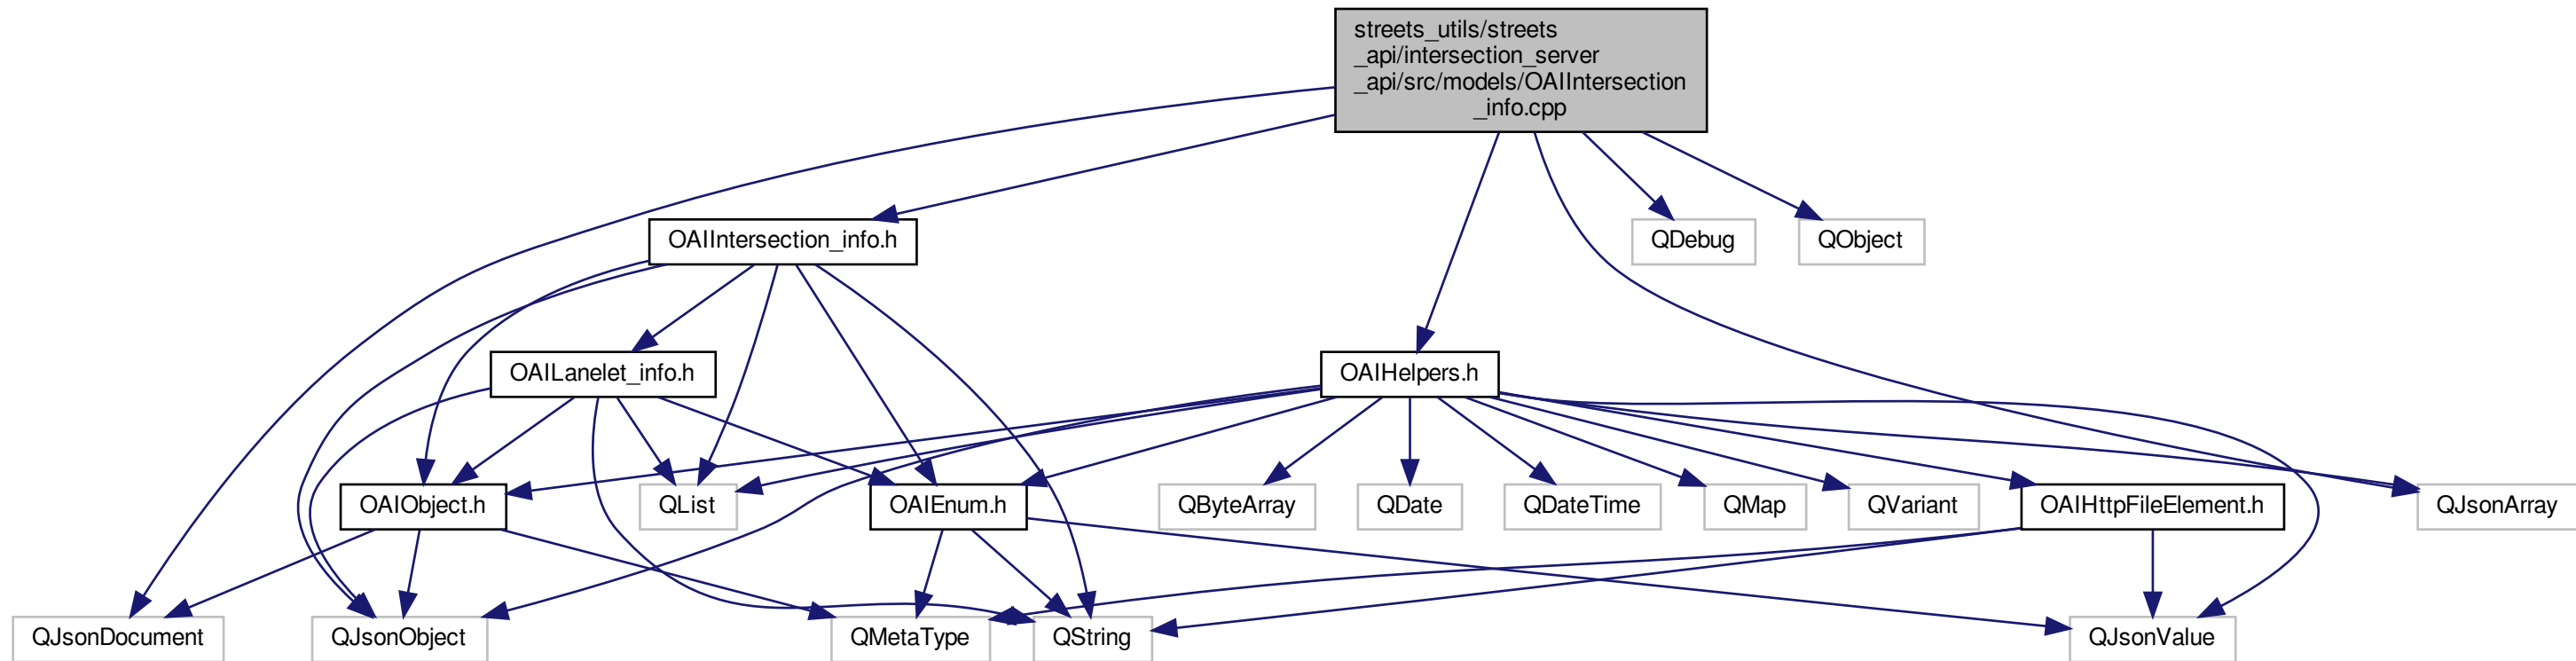 streets_utils/streets
_api/intersection_server
_api/src/models/OAIIntersection
_info.cpp
OAIIntersection_info.h
QDebug
QObject
OAILanelet_info.h
OAIHelpers.h
OAIObject.h
QList
OAIEnum.h
QByteArray
QDate
QDateTime
QMap
QVariant
OAIHttpFileElement.h
QJsonArray
QJsonDocument
QJsonObject
QMetaType
QString
QJsonValue